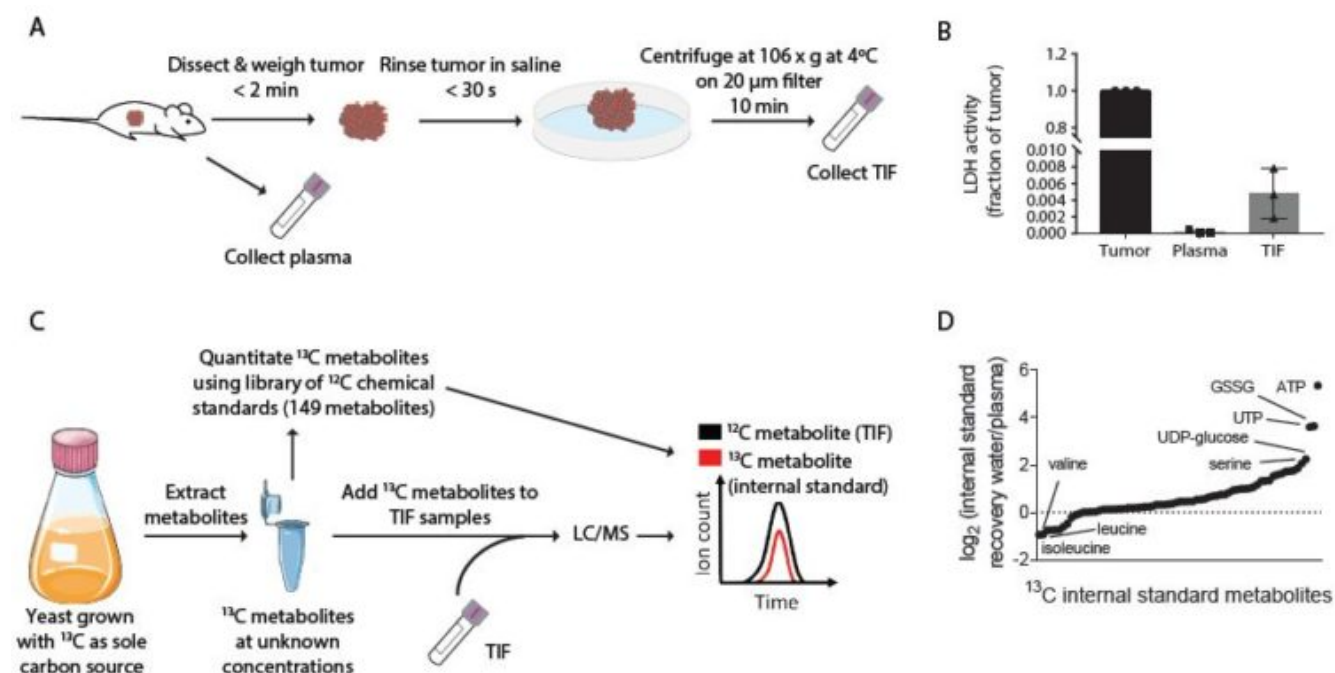 A
Dissect & weigh tumor
< 2 min
Rinse tumor in saline
< 30 s
Centrifuge at 106 x g at 4ºC
on 20 µm filter
10 min
Collect TIF
Collect plasma
B
LDH activity
(fraction of tumor)
1.2
1.0
0.8
0.010
0.008
0.006
0.004
0.002
0.000
Tumor
Plasma
TIF
C
Quantitate ¹³C metabolites
using library of ¹²C chemical
standards (149 metabolites)
Extract
metabolites
Add ¹³C metabolites to
TIF samples
LC/MS
Yeast grown
with ¹³C as sole
carbon source
¹³C metabolites
at unknown
concentrations
TIF
¹²C metabolite (TIF)
¹³C metabolite
(internal standard)
Ion count
Time
D
log₂ (internal standard
recovery water/plasma)
6
4
2
0
-2
GSSG
ATP
UTP
UDP-glucose
serine
valine
leucine
isoleucine
¹³C internal standard metabolites